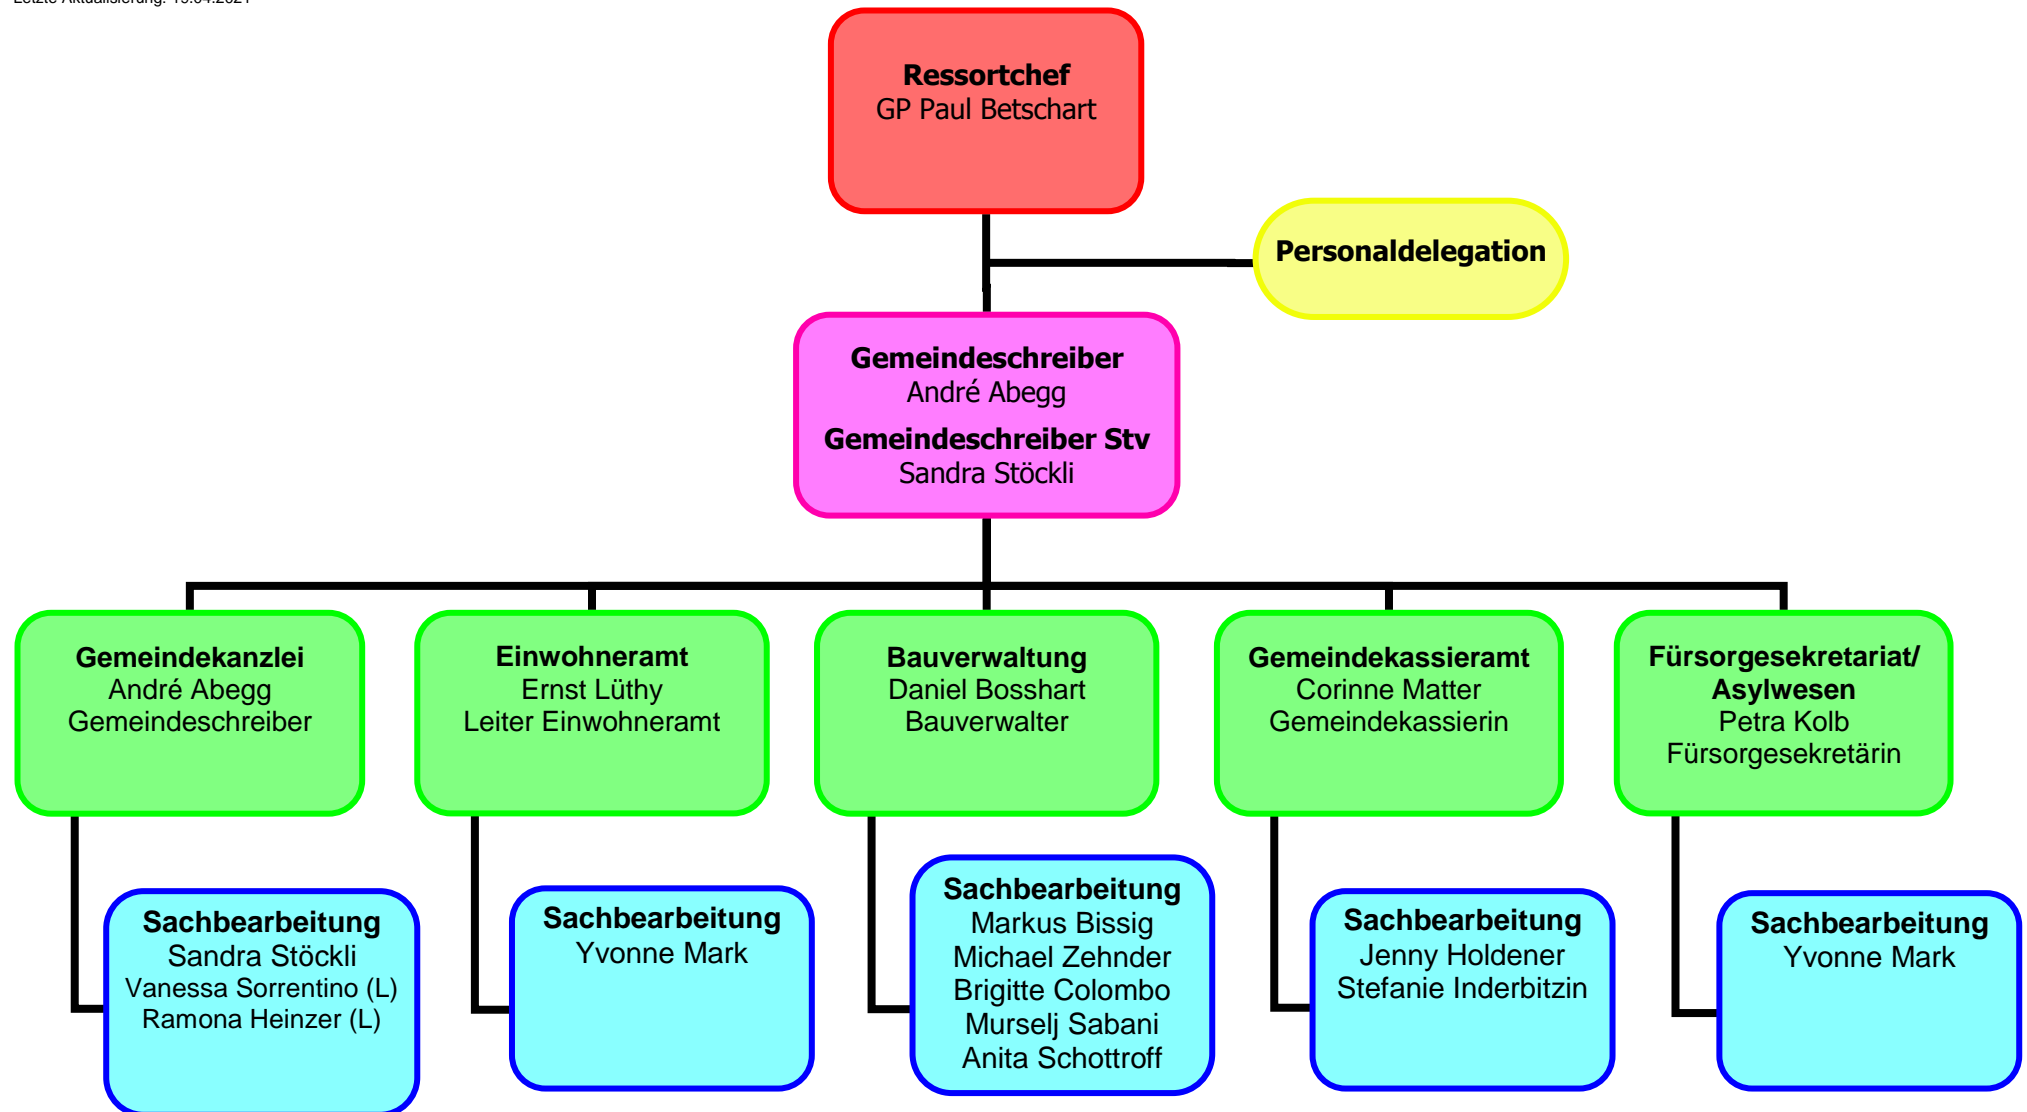 Ressortchef
GP Paul Betschart
Personaldelegation
Gemeindeschreiber
André Abegg
Gemeindeschreiber Stv
Sandra Stöckli
Gemeindekanzlei
André Abegg
Gemeindeschreiber
Einwohneramt
Ernst Lüthy
Leiter Einwohneramt
Bauverwaltung
Daniel Bosshart
Bauverwalter
Gemeindekassieramt
Corinne Matter
Gemeindekassierin
Fürsorgesekretariat/
Asylwesen
Petra Kolb
Fürsorgesekretärin
Sachbearbeitung
Sandra Stöckli
Vanessa Sorrentino (L)
Ramona Heinzer (L)
Sachbearbeitung
Yvonne Mark
Sachbearbeitung
Markus Bissig
Michael Zehnder
Brigitte Colombo
Murselj Sabani
Anita Schottroff
Sachbearbeitung
Jenny Holdener
Stefanie Inderbitzin
Sachbearbeitung
Yvonne Mark